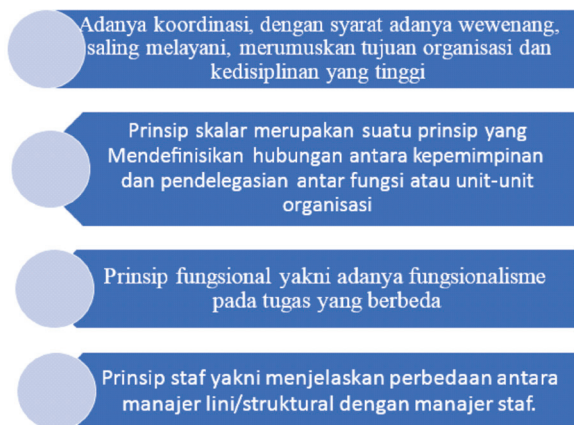 Adanya koordinasi, dengan syarat adanya wewenang,
saling melayani, merumuskan tujuan organisasi dan
kedisiplinan yang tinggi
Prinsip skalar merupakan suatu prinsip yang
Mendefinisikan hubungan antara kepemimpinan
dan pendelegasian antar fungsi atau unit-unit
organisasi
Prinsip fungsional yakni adanya fungsionalisme
pada tugas yang berbeda
Prinsip staf yakni menjelaskan perbedaan antara
manajer lini/struktural dengan manajer staf.